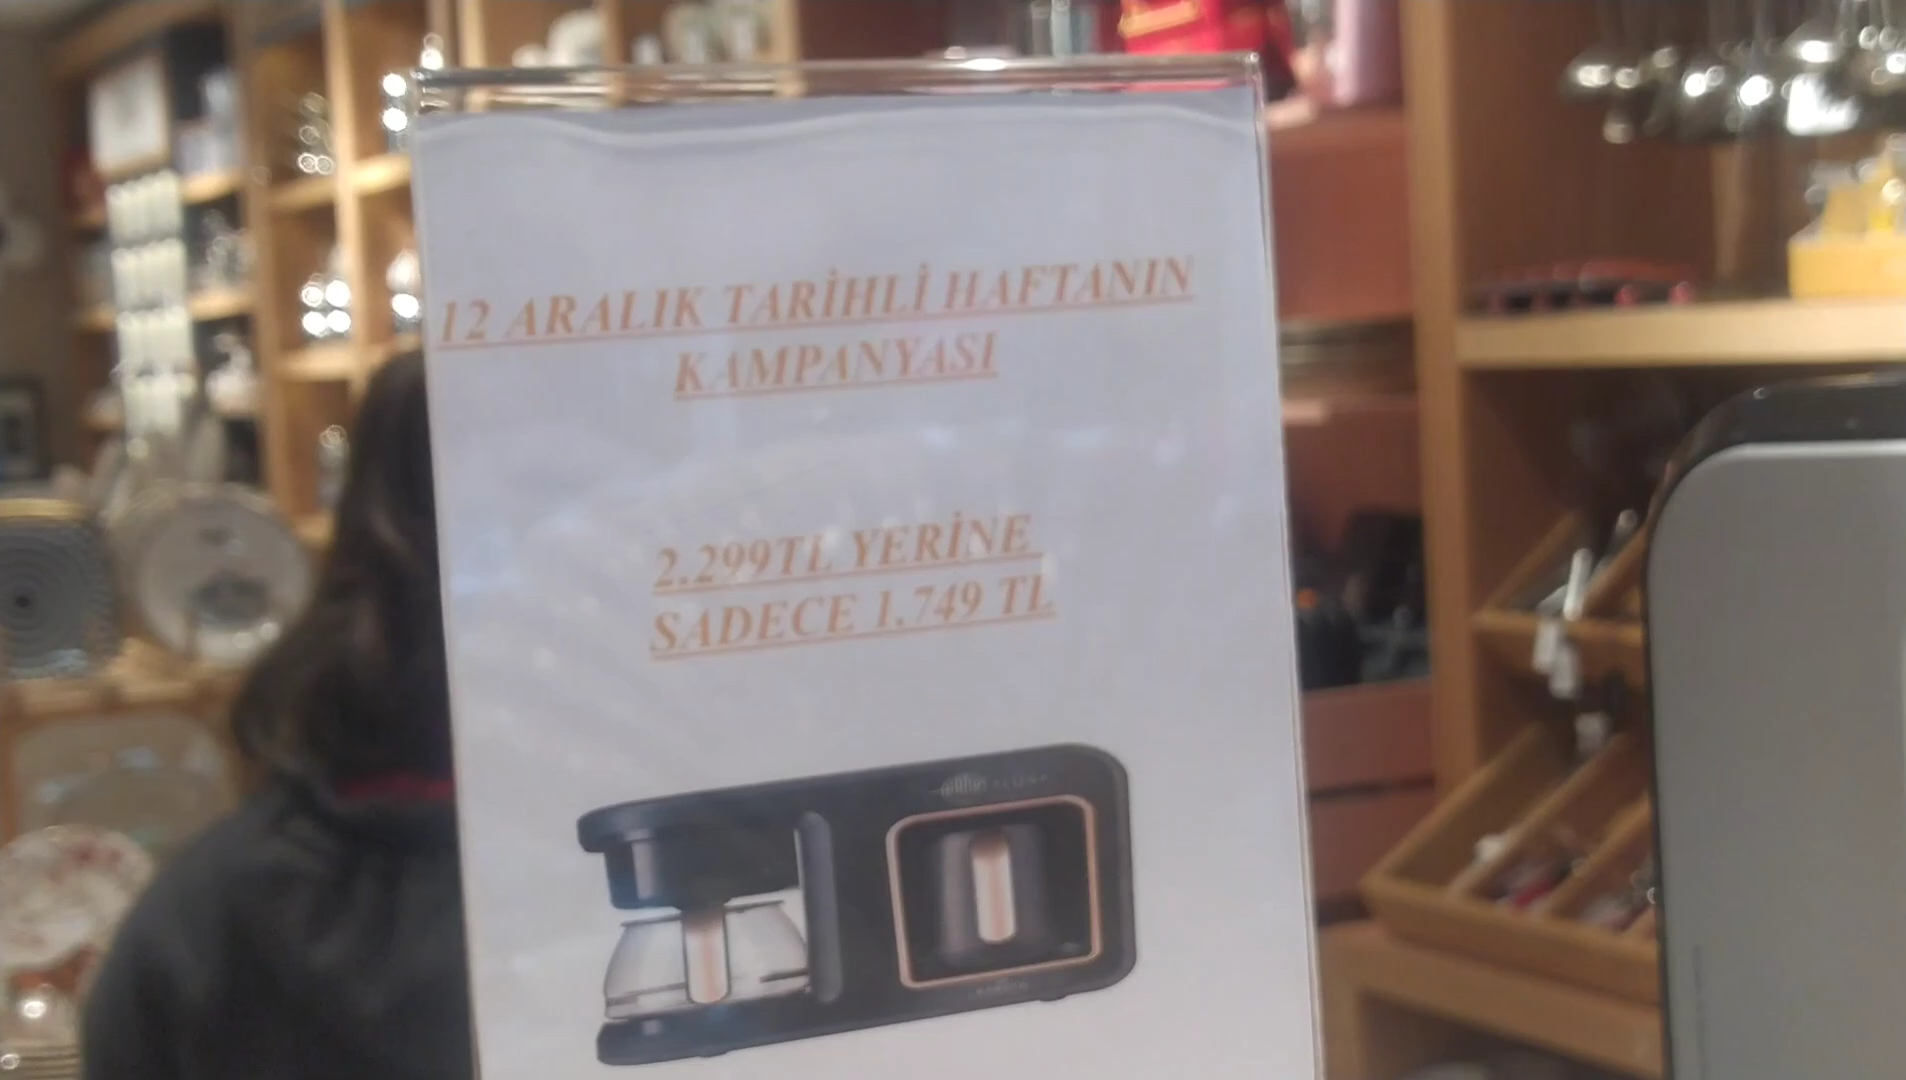 12 ARALIK TARİHLİ HAFTANIN
KAMPANYASI
2.299TL YERİNE
SADECE 1.749 TL